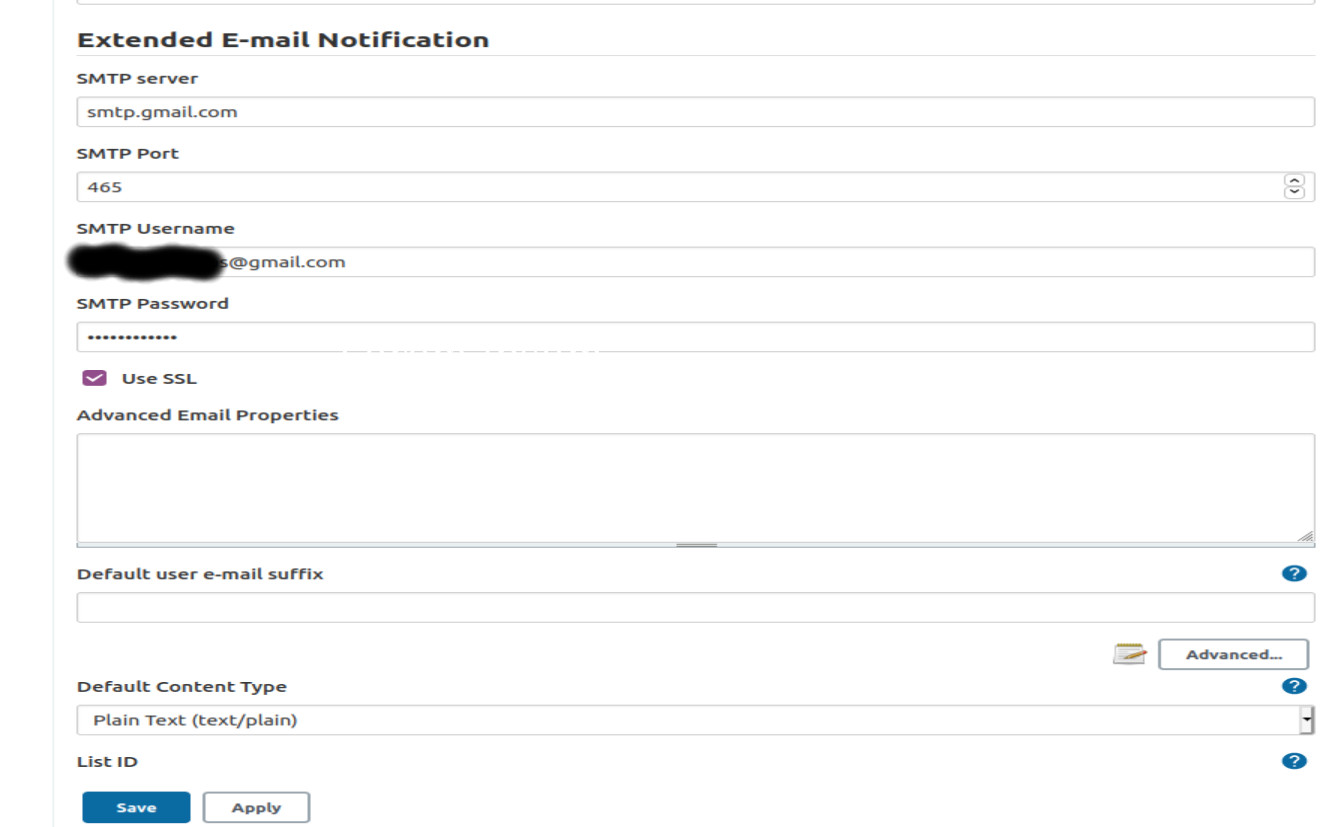 Extended E-mail Notification
SMTP server
smtp.gmail.com
SMTP Port
465
SMTP Username
s@gmail.com
SMTP Password
••••••••••••
Use SSL
Advanced Email Properties
Default user e-mail suffix
Advanced...
Default Content Type
Plain Text (text/plain)
List ID
Save Apply